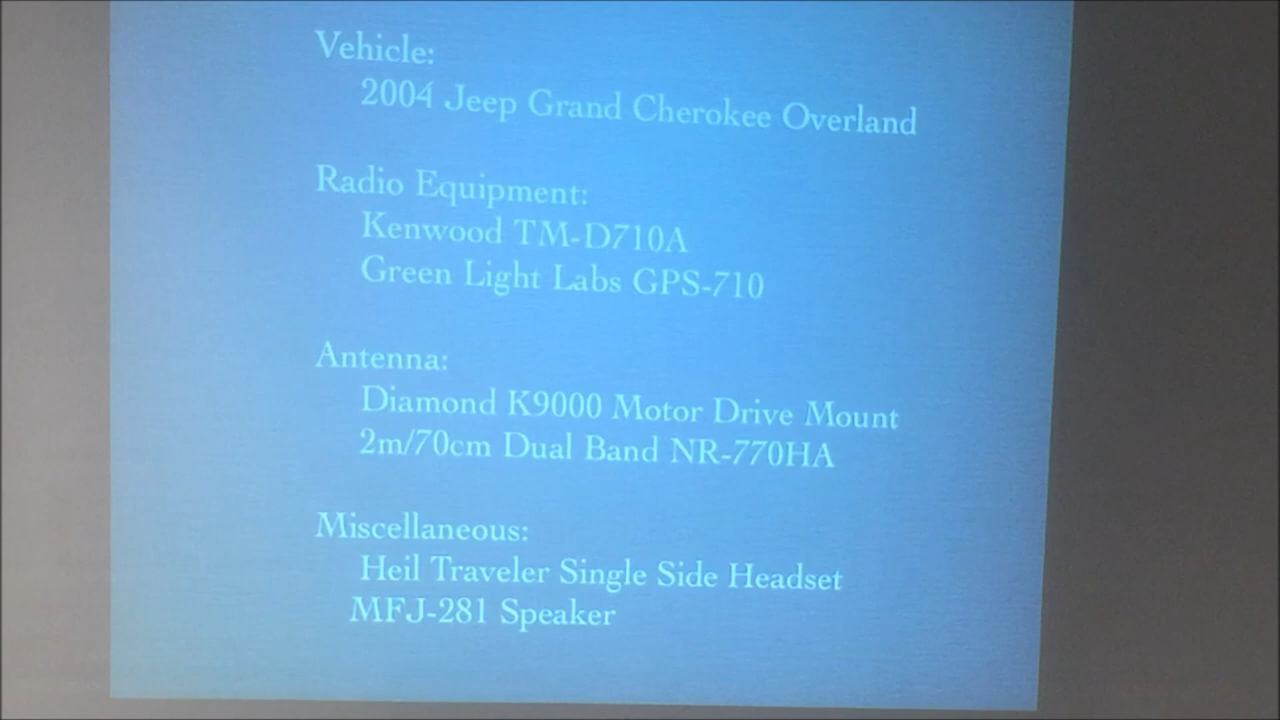 Vehicle:
2004 Jeep Grand Cherokee Overland
Radio Equipment:
Kenwood TM-D710A
Green Light Labs GPS-710
Antenna:
Diamond K9000 Motor Drive Mount
2m/70cm Dual Band NR-770HA
Miscellaneous:
Heil Traveler Single Side Headset
MFJ-281 Speaker